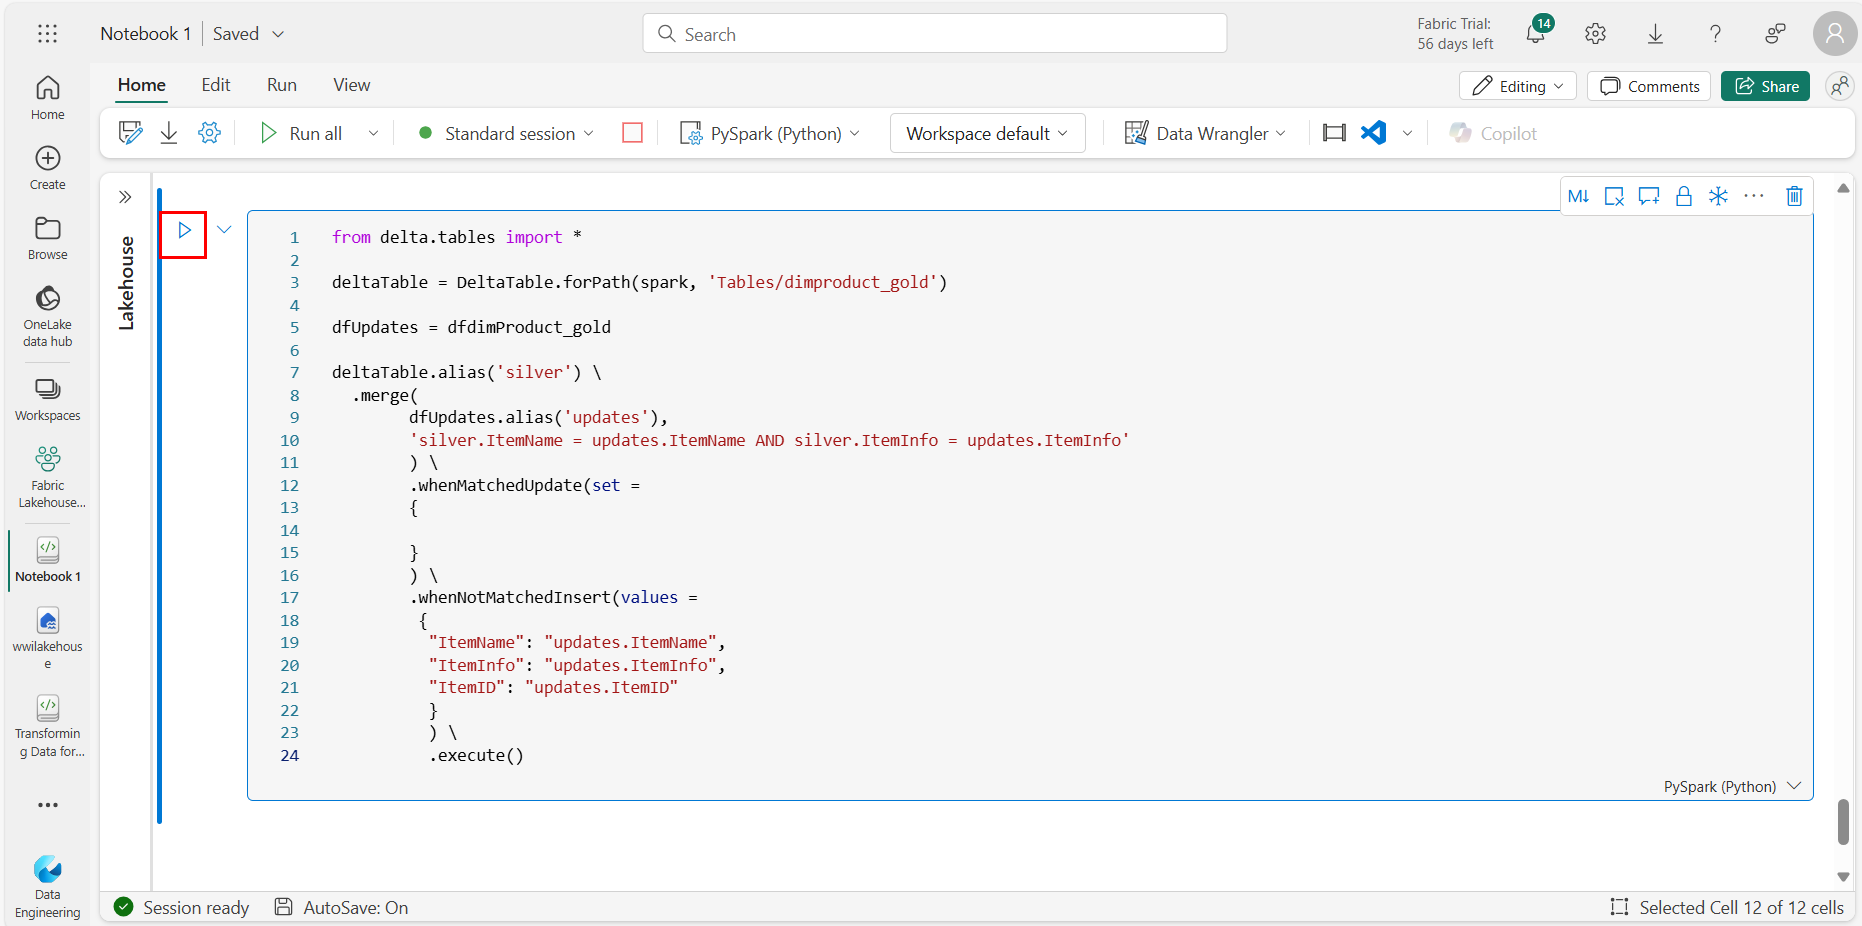 Notebook 1 | Saved
Search
Fabric Trial:
56 days left
14
?
Home
Create
Browse
OneLake
data hub
Workspaces
Fabric
Lakehouse...
Notebook 1
wwilakehous
e
Transformin
g Data for...
Data
Engineering
Home Edit Run View
Editing
Comments
Share
Run all
Standard session
PySpark (Python)
Workspace default
Data Wrangler
Copilot
Lakehouse
M↓
1 from delta.tables import *
2
3 deltaTable = DeltaTable.forPath(spark, 'Tables/dimproduct_gold')
4
5 dfUpdates = dfdimProduct_gold
6
7 deltaTable.alias('silver') \
8 .merge(
9 dfUpdates.alias('updates'),
10 'silver.ItemName = updates.ItemName AND silver.ItemInfo = updates.ItemInfo'
11 ) \
12 .whenMatchedUpdate(set =
13 {
14
15 }
16 ) \
17 .whenNotMatchedInsert(values =
18 {
19 "ItemName": "updates.ItemName",
20 "ItemInfo": "updates.ItemInfo",
21 "ItemID": "updates.ItemID"
22 }
23 ) \
24 .execute()
PySpark (Python)
Session ready
AutoSave: On
Selected Cell 12 of 12 cells